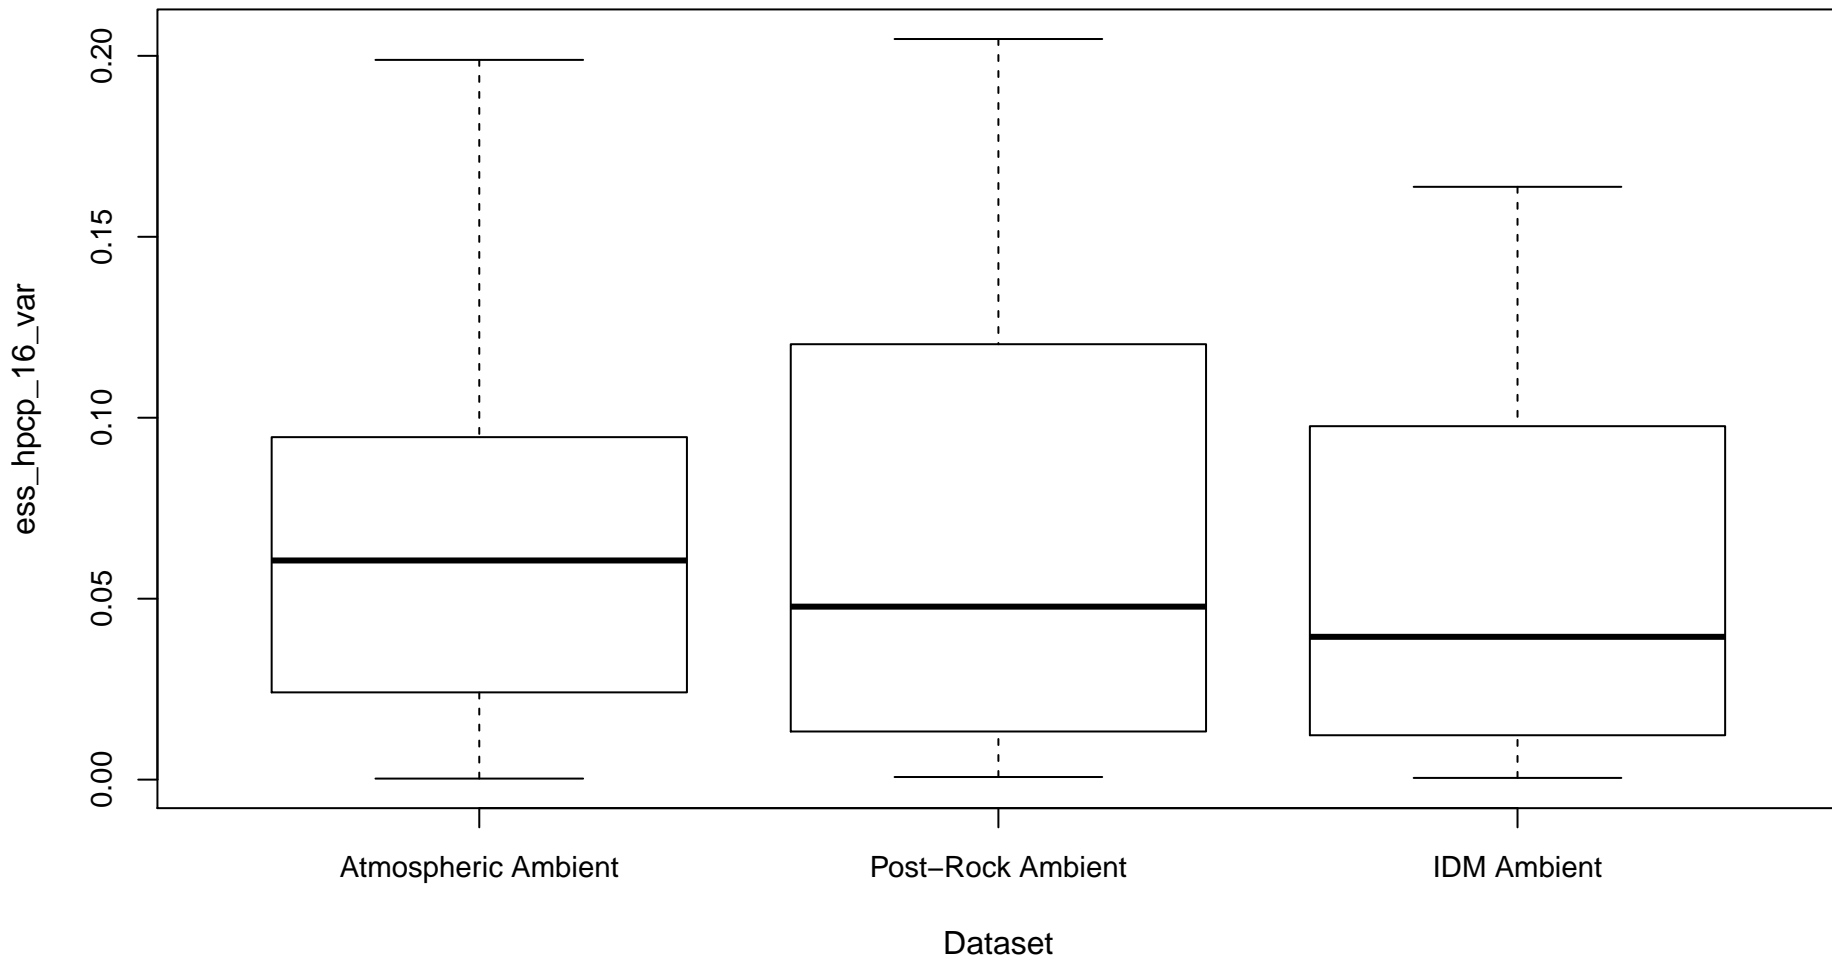 0.20
0.15
0.10
0.05
0.00
ess_hpcp_16_var
Atmospheric Ambient
Post−Rock Ambient
IDM Ambient
Dataset